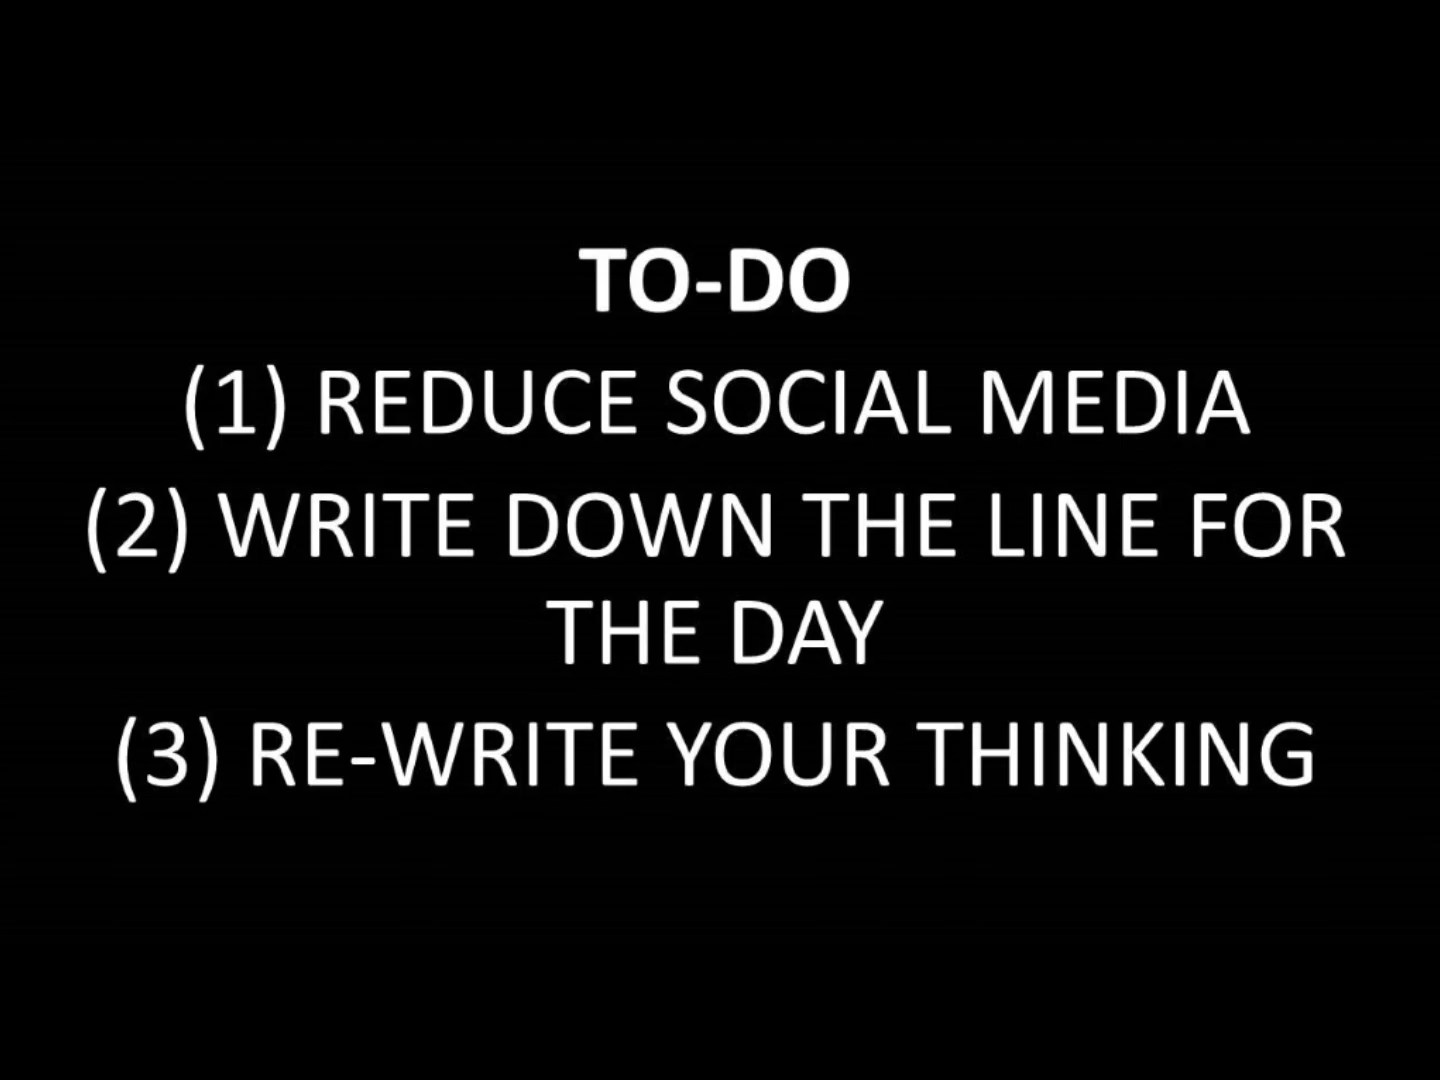 TO-DO
(1) REDUCE SOCIAL MEDIA
(2) WRITE DOWN THE LINE FOR
THE DAY
(3) RE-WRITE YOUR THINKING